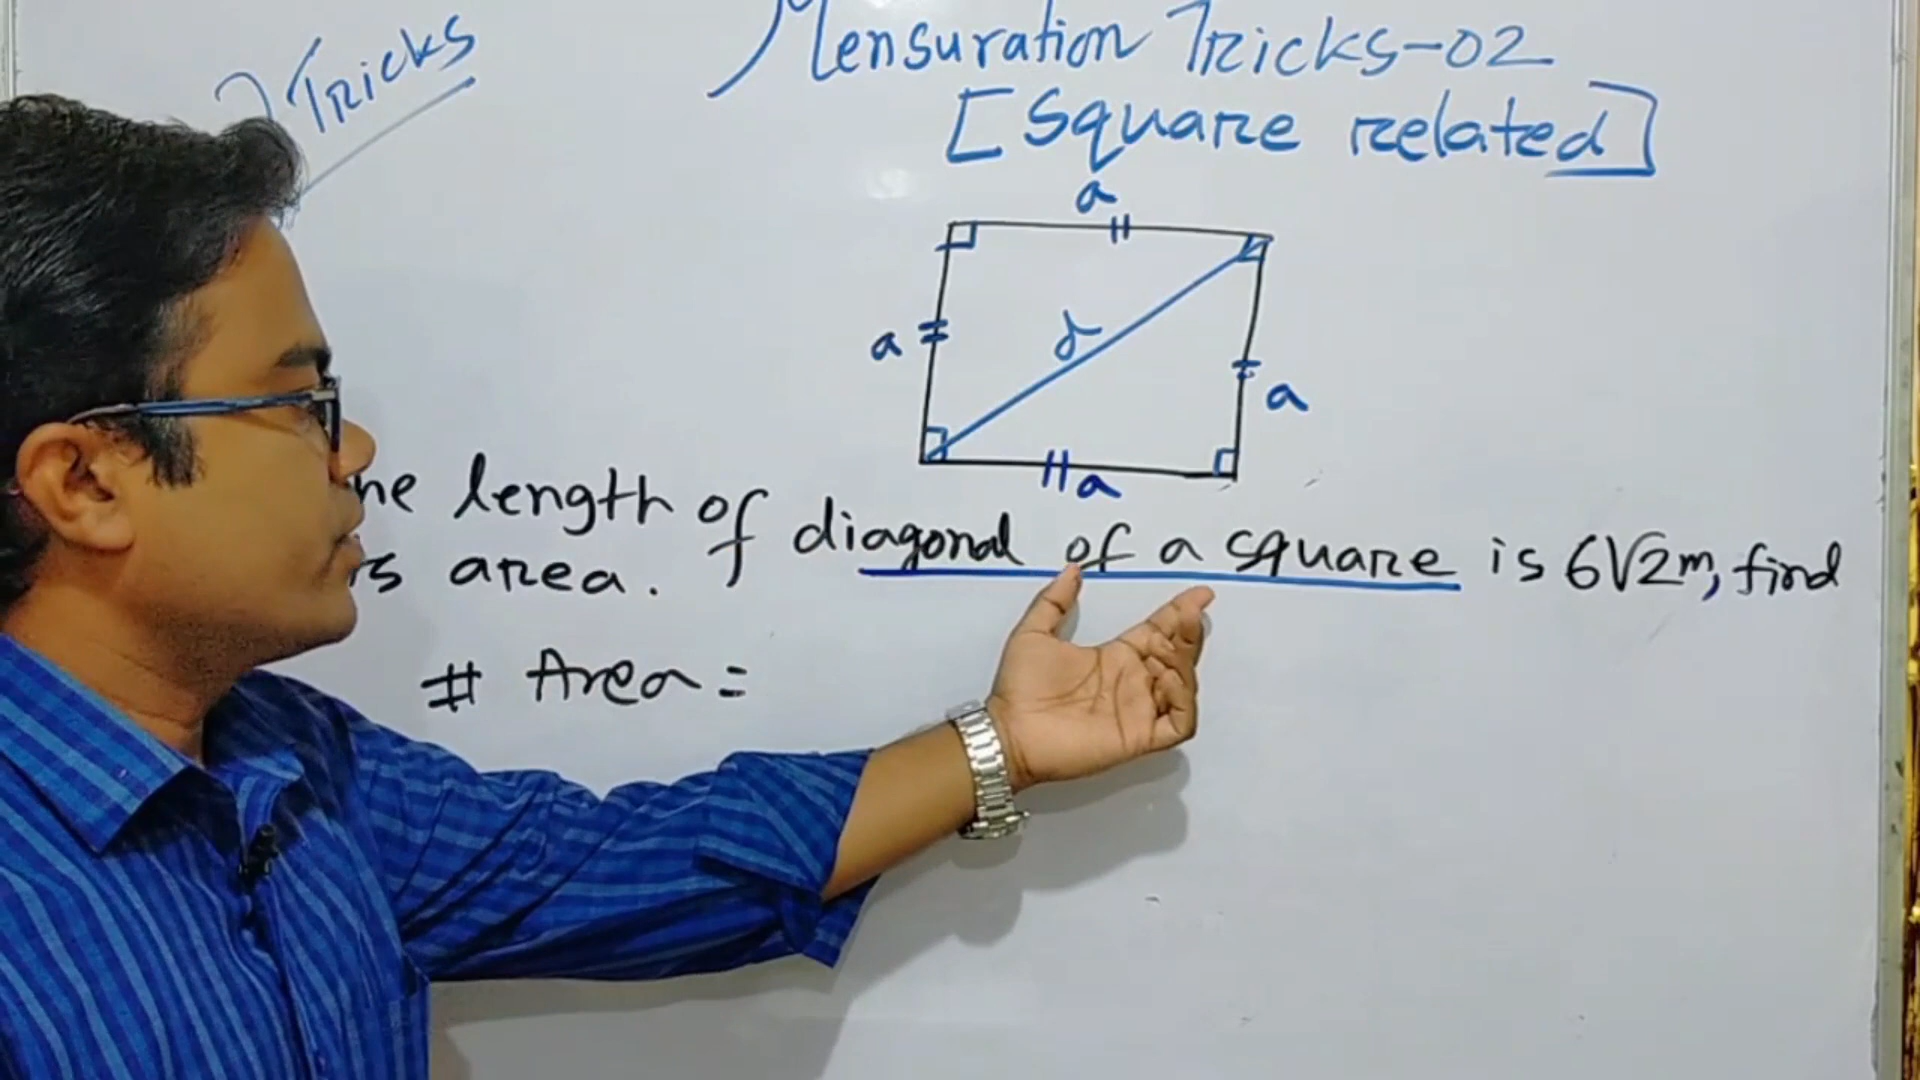 Tricks
Mensuration Tricks-02
[Square related]
a
a
d
a
a
length of diagonal of a square is 6√2m, find
area.
# Area =